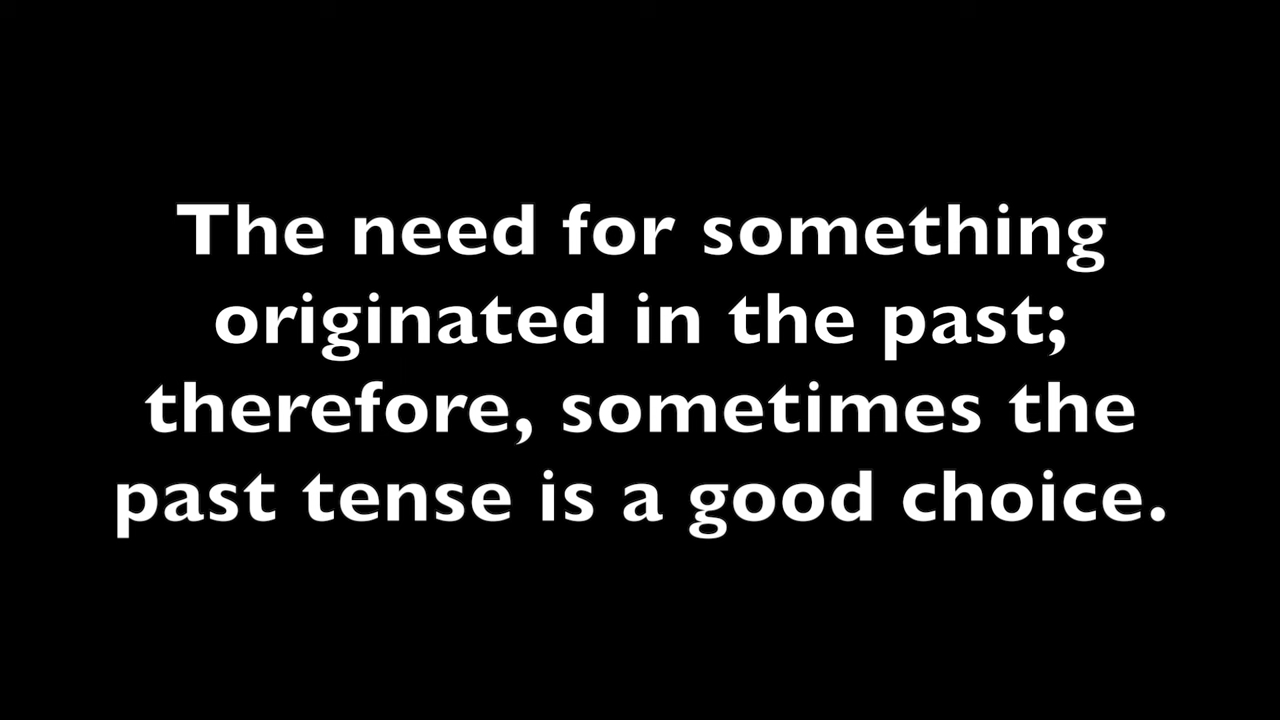 The need for something
originated in the past;
therefore, sometimes the
past tense is a good choice.